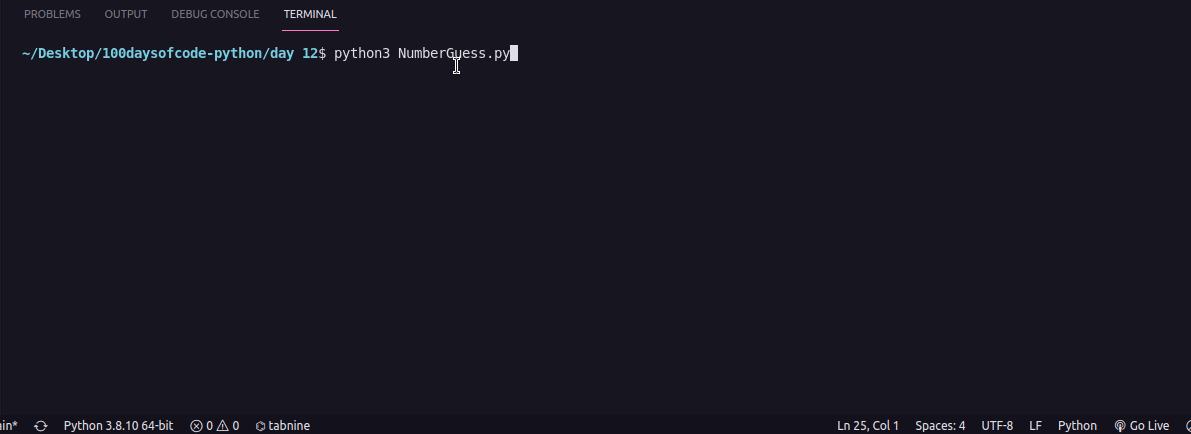 PROBLEMS OUTPUT DEBUG CONSOLE TERMINAL
~/Desktop/100daysofcode-python/day 12$ python3 NumberGuess.py
ain* Python 3.8.10 64-bit 0 0 tabnine Ln 25, Col 1 Spaces: 4 UTF-8 LF Python Go Live